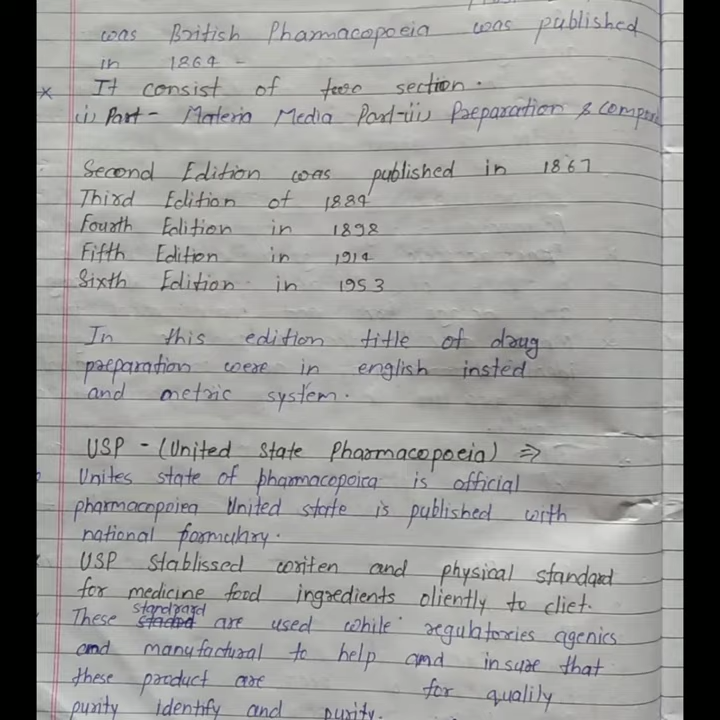 was British Pharmacopoeia was published
in 1864 -
* It consist of two section.
(i) Part - Materia Media Part-(ii) Preparation & compou
Second Edition was published in 1867
Third Edition of 1884
Fourth Edition in 1898
Fifth Edition in 1914
Sixth Edition in 1953
In this edition title of drug
preparation were in english insted
and metric system.
USP - (United State Pharmacopoeia) ⇒
Unites state of pharmacopoica is official
pharmacopoiea United state is published with
national formulary.
USP stablissed writen and physical standard
for medicine food ingredients oliently to cliet.
These standrard are used while regulatories agenics
and manufactural to help and insure that
these product are for qualily
purity identify and purity.